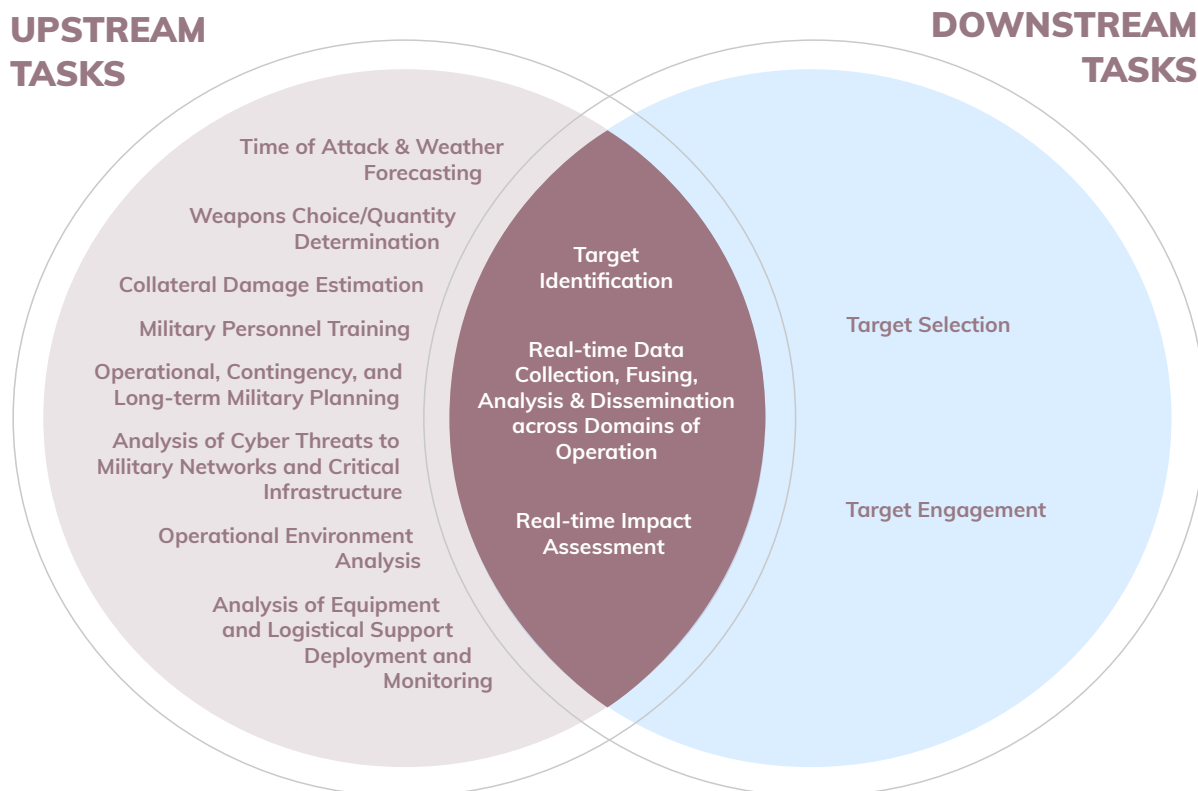 UPSTREAM
TASKS
DOWNSTREAM
TASKS
Time of Attack & Weather
Forecasting
Weapons Choice/Quantity
Determination
Collateral Damage Estimation
Military Personnel Training
Operational, Contingency, and
Long-term Military Planning
Analysis of Cyber Threats to
Military Networks and Critical
Infrastructure
Operational Environment
Analysis
Analysis of Equipment
and Logistical Support
Deployment and
Monitoring
Target
Identification
Real-time Data
Collection, Fusing,
Analysis & Dissemination
across Domains of
Operation
Real-time Impact
Assessment
Target Selection
Target Engagement